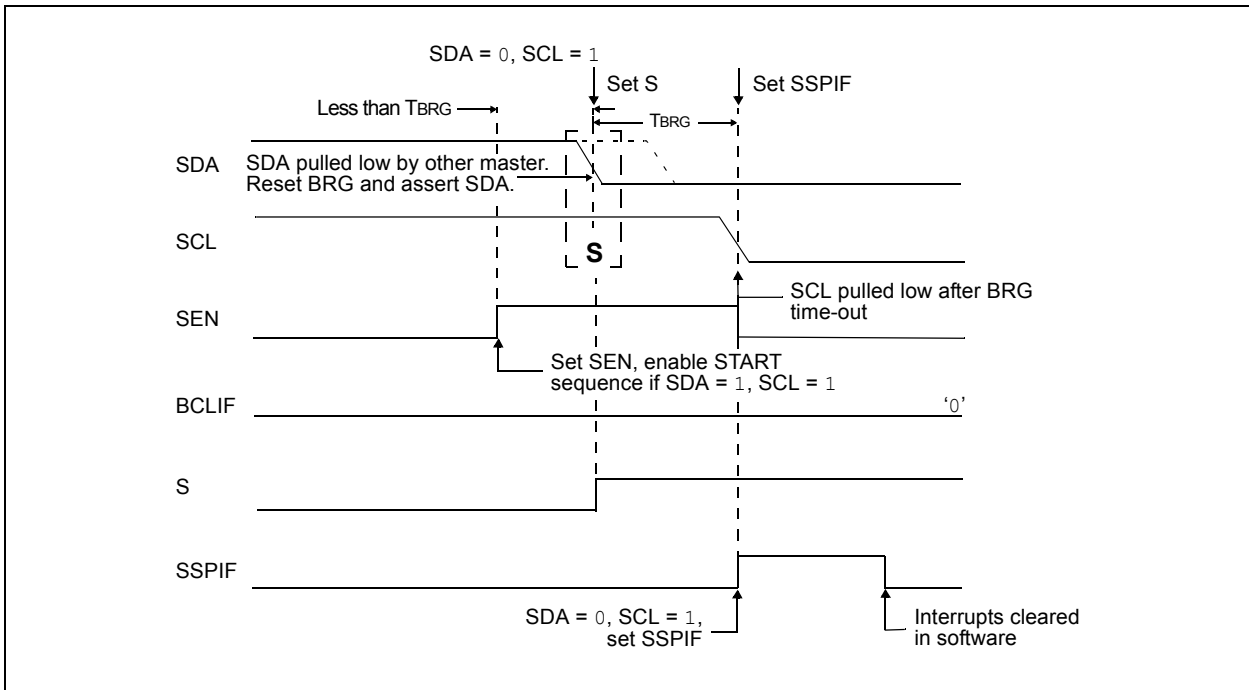 SDA = 0, SCL = 1
Set S
Set SSPIF
Less than TBRG
TBRG
SDA
SDA pulled low by other master.
Reset BRG and assert SDA.
SCL
S
SCL pulled low after BRG
time-out
SEN
Set SEN, enable START
sequence if SDA = 1, SCL = 1
BCLIF
‘0’
S
SSPIF
SDA = 0, SCL = 1,
set SSPIF
Interrupts cleared
in software